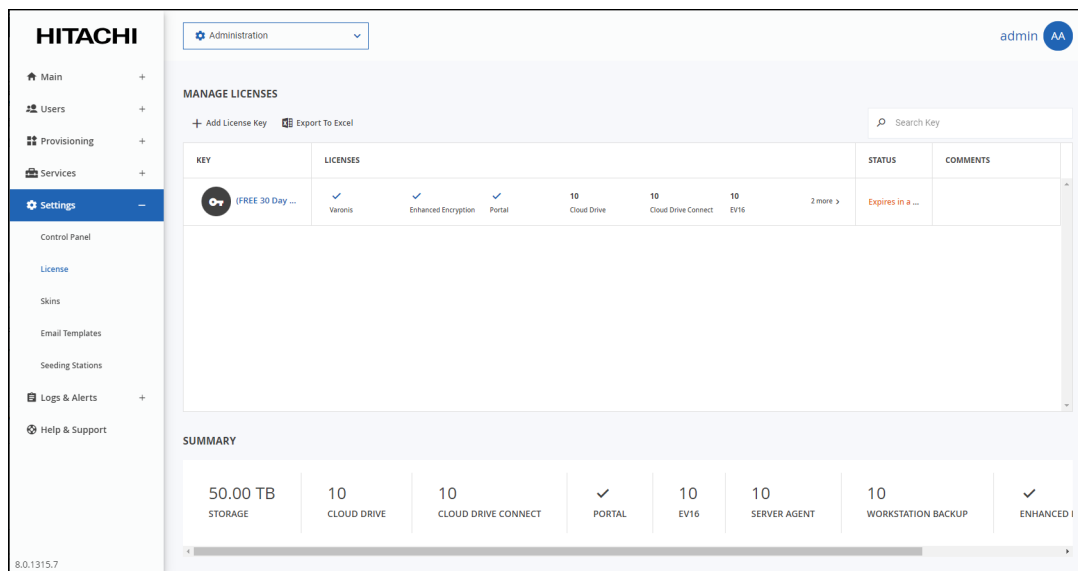 HITACHI
Administration
admin AA
Main +
Users +
Provisioning +
Services +
Settings −
Control Panel
License
Skins
Email Templates
Seeding Stations
Logs & Alerts +
Help & Support
8.0.1315.7
MANAGE LICENSES
+ Add License Key Export To Excel
Search Key
KEY LICENSES STATUS COMMENTS
(FREE 30 Day ... 10 10 10 2 more > Expires in a ...
Varonis Enhanced Encryption Portal Cloud Drive Cloud Drive Connect EV16
SUMMARY
50.00 TB 10 10 10 10 10
STORAGE CLOUD DRIVE CLOUD DRIVE CONNECT PORTAL EV16 SERVER AGENT WORKSTATION BACKUP ENHANCED